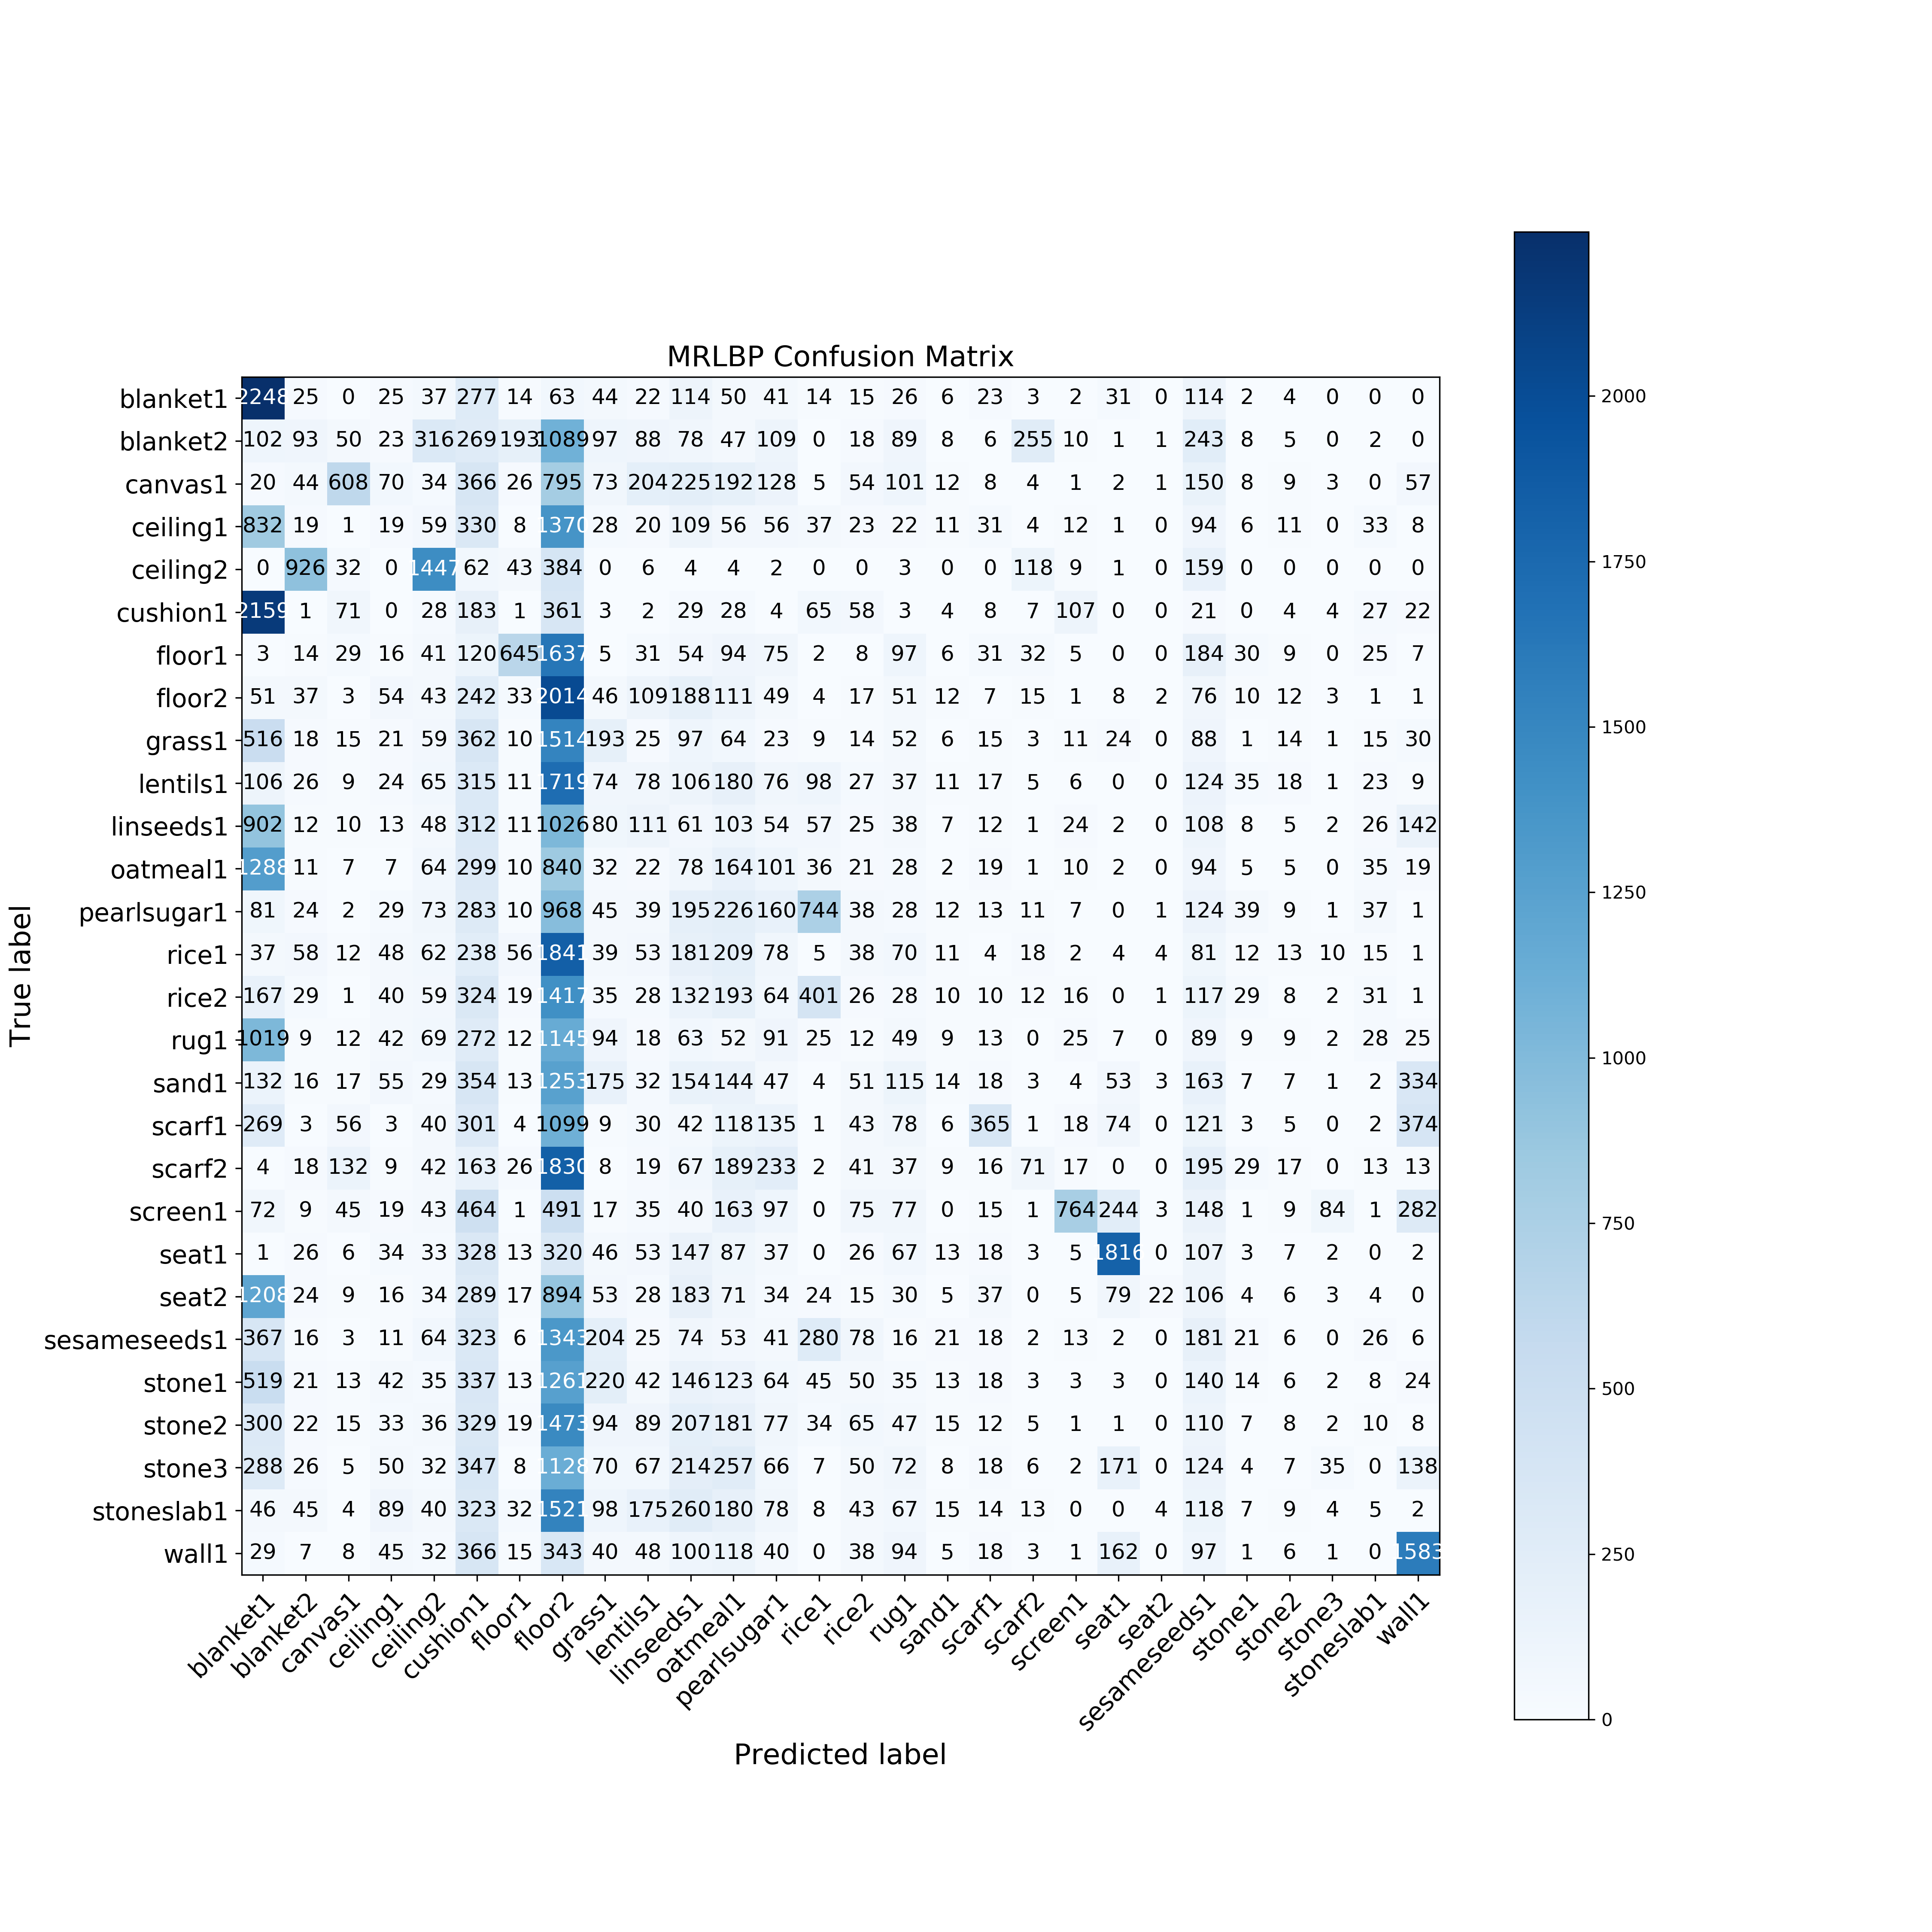 MRLBP Confusion Matrix
blanket1 2248 25 0 25 37 277 14 63 44 22 114 50 41 14 15 26 6 23 3 2 31 0 114 2 4 0 0 0
blanket2 102 93 50 23 316 269 193 1089 97 88 78 47 109 0 18 89 8 6 255 10 1 1 243 8 5 0 2 0
canvas1 20 44 608 70 34 366 26 795 73 204 225 192 128 5 54 101 12 8 4 1 2 1 150 8 9 3 0 57
ceiling1 832 19 1 19 59 330 8 1370 28 20 109 56 56 37 23 22 11 31 4 12 1 0 94 6 11 0 33 8
ceiling2 0 926 32 0 1447 62 43 384 0 6 4 4 2 0 0 3 0 0 118 9 1 0 159 0 0 0 0 0
cushion1 2159 1 71 0 28 183 1 361 3 2 29 28 4 65 58 3 4 8 7 107 0 0 21 0 4 4 27 22
floor1 3 14 29 16 41 120 645 1637 5 31 54 94 75 2 8 97 6 31 32 5 0 0 184 30 9 0 25 7
floor2 51 37 3 54 43 242 33 2014 46 109 188 111 49 4 17 51 12 7 15 1 8 2 76 10 12 3 1 1
grass1 516 18 15 21 59 362 10 1514 193 25 97 64 23 9 14 52 6 15 3 11 24 0 88 1 14 1 15 30
lentils1 106 26 9 24 65 315 11 1719 74 78 106 180 76 98 27 37 11 17 5 6 0 0 124 35 18 1 23 9
linseeds1 902 12 10 13 48 312 11 1026 80 111 61 103 54 57 25 38 7 12 1 24 2 0 108 8 5 2 26 142
oatmeal1 1288 11 7 7 64 299 10 840 32 22 78 164 101 36 21 28 2 19 1 10 2 0 94 5 5 0 35 19
pearlsugar1 81 24 2 29 73 283 10 968 45 39 195 226 160 744 38 28 12 13 11 7 0 1 124 39 9 1 37 1
rice1 37 58 12 48 62 238 56 1841 39 53 181 209 78 5 38 70 11 4 18 2 4 4 81 12 13 10 15 1
rice2 167 29 1 40 59 324 19 1417 35 28 132 193 64 401 26 28 10 10 12 16 0 1 117 29 8 2 31 1
rug1 1019 9 12 42 69 272 12 1145 94 18 63 52 91 25 12 49 9 13 0 25 7 0 89 9 9 2 28 25
sand1 132 16 17 55 29 354 13 1253 175 32 154 144 47 4 51 115 14 18 3 4 53 3 163 7 7 1 2 334
scarf1 269 3 56 3 40 301 4 1099 9 30 42 118 135 1 43 78 6 365 1 18 74 0 121 3 5 0 2 374
scarf2 4 18 132 9 42 163 26 1830 8 19 67 189 233 2 41 37 9 16 71 17 0 0 195 29 17 0 13 13
screen1 72 9 45 19 43 464 1 491 17 35 40 163 97 0 75 77 0 15 1 764 244 3 148 1 9 84 1 282
seat1 1 26 6 34 33 328 13 320 46 53 147 87 37 0 26 67 13 18 3 5 1816 0 107 3 7 2 0 2
seat2 1208 24 9 16 34 289 17 894 53 28 183 71 34 24 15 30 5 37 0 5 79 22 106 4 6 3 4 0
sesameseeds1 367 16 3 11 64 323 6 1343 204 25 74 53 41 280 78 16 21 18 2 13 2 0 181 21 6 0 26 6
stone1 519 21 13 42 35 337 13 1261 220 42 146 123 64 45 50 35 13 18 3 3 3 0 140 14 6 2 8 24
stone2 300 22 15 33 36 329 19 1473 94 89 207 181 77 34 65 47 15 12 5 1 1 0 110 7 8 2 10 8
stone3 288 26 5 50 32 347 8 1128 70 67 214 257 66 7 50 72 8 18 6 2 171 0 124 4 7 35 0 138
stoneslab1 46 45 4 89 40 323 32 1521 98 175 260 180 78 8 43 67 15 14 13 0 0 4 118 7 9 4 5 2
wall1 29 7 8 45 32 366 15 343 40 48 100 118 40 0 38 94 5 18 3 1 162 0 97 1 6 1 0 1583
blanket1 blanket2 canvas1 ceiling1 ceiling2 cushion1 floor1 floor2 grass1 lentils1 linseeds1 oatmeal1 pearlsugar1 rice1 rice2 rug1 sand1 scarf1 scarf2 screen1 seat1 seat2 sesameseeds1 stone1 stone2 stone3 stoneslab1 wall1
Predicted label
True label
2000
1750
1500
1250
1000
750
500
250
0